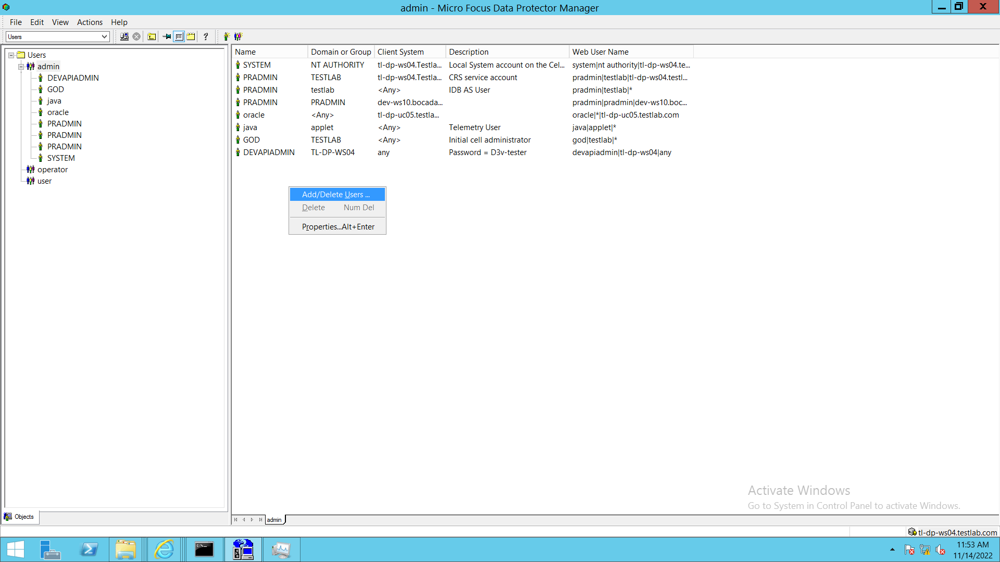 admin - Micro Focus Data Protector Manager
File Edit View Actions Help
Users
Users
admin
DEVAPIADMIN
GOD
java
oracle
PRADMIN
PRADMIN
PRADMIN
SYSTEM
operator
user
Objects
Name Domain or Group Client System Description Web User Name
SYSTEM NT AUTHORITY tl-dp-ws04.Testla... Local System account on the Cel... system|nt authority|tl-dp-ws04.te...
PRADMIN TESTLAB tl-dp-ws04.Testla... CRS service account pradmin|testlab|tl-dp-ws04.testl...
PRADMIN testlab <Any> IDB AS User pradmin|testlab|*
PRADMIN PRADMIN dev-ws10.bocada... pradmin|pradmin|dev-ws10.boc...
oracle <Any> tl-dp-uc05.testla... oracle|*|tl-dp-uc05.testlab.com
java applet <Any> Telemetry User java|applet|*
GOD TESTLAB <Any> Initial cell administrator god|testlab|*
DEVAPIADMIN TL-DP-WS04 any Password = D3v-tester devapiadmin|tl-dp-ws04|any
Add/Delete Users ...
Delete Num Del
Properties...Alt+Enter
Activate Windows
Go to System in Control Panel to activate Windows.
admin
tl-dp-ws04.testlab.com
11:53 AM
11/14/2022